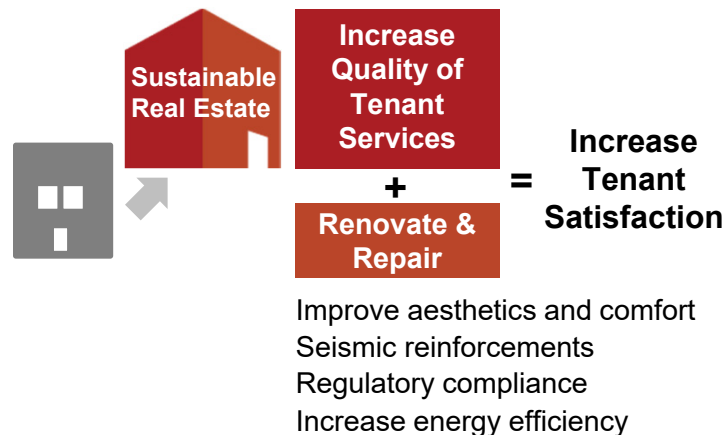 Sustainable
Real Estate
Increase
Quality of
Tenant
Services
+
Renovate &
Repair
=
Increase
Tenant
Satisfaction
Improve aesthetics and comfort
Seismic reinforcements
Regulatory compliance
Increase energy efficiency